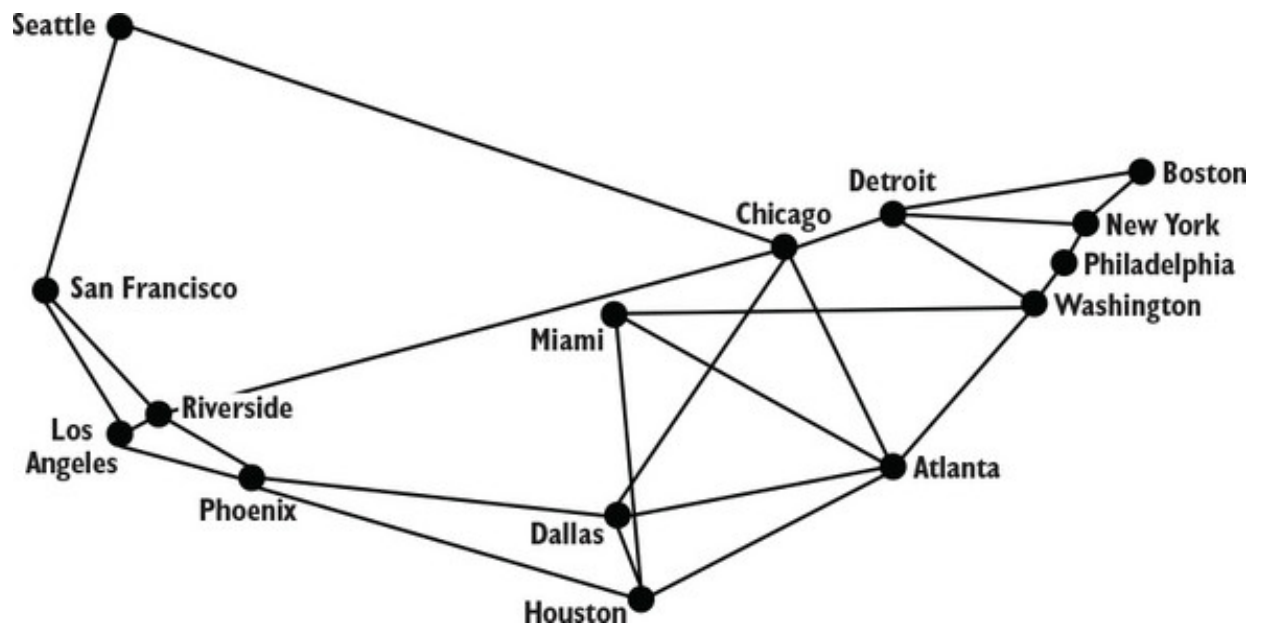 Seattle
Boston
Detroit
Chicago
New York
Philadelphia
San Francisco
Washington
Miami
Riverside
Los
Angeles
Atlanta
Phoenix
Dallas
Houston